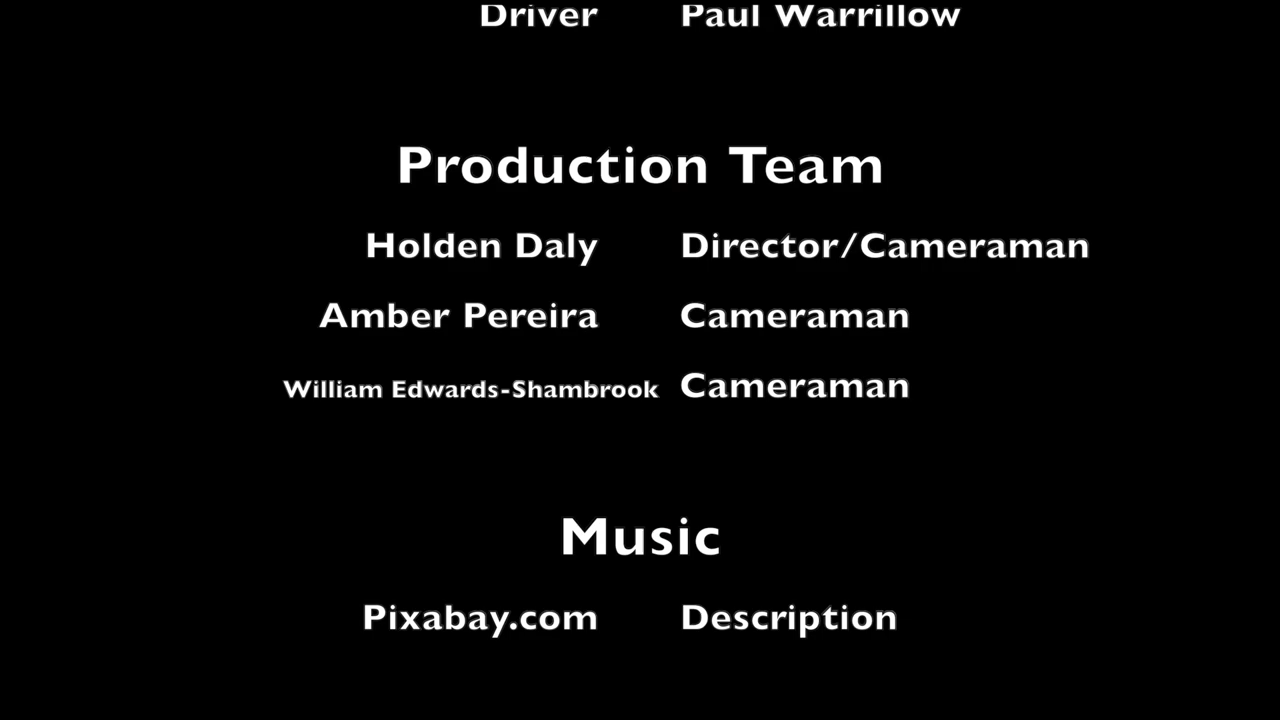 Driver Paul Warrillow
Production Team
Holden Daly Director/Cameraman
Amber Pereira Cameraman
William Edwards-Shambrook Cameraman
Music
Pixabay.com Description